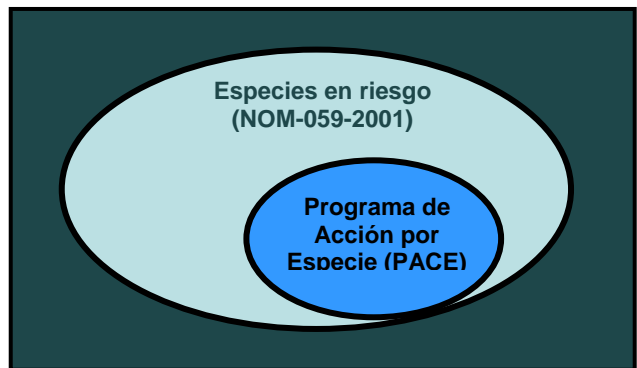 Especies en riesgo
(NOM-059-2001)
Programa de
Acción por
Especie (PACE)